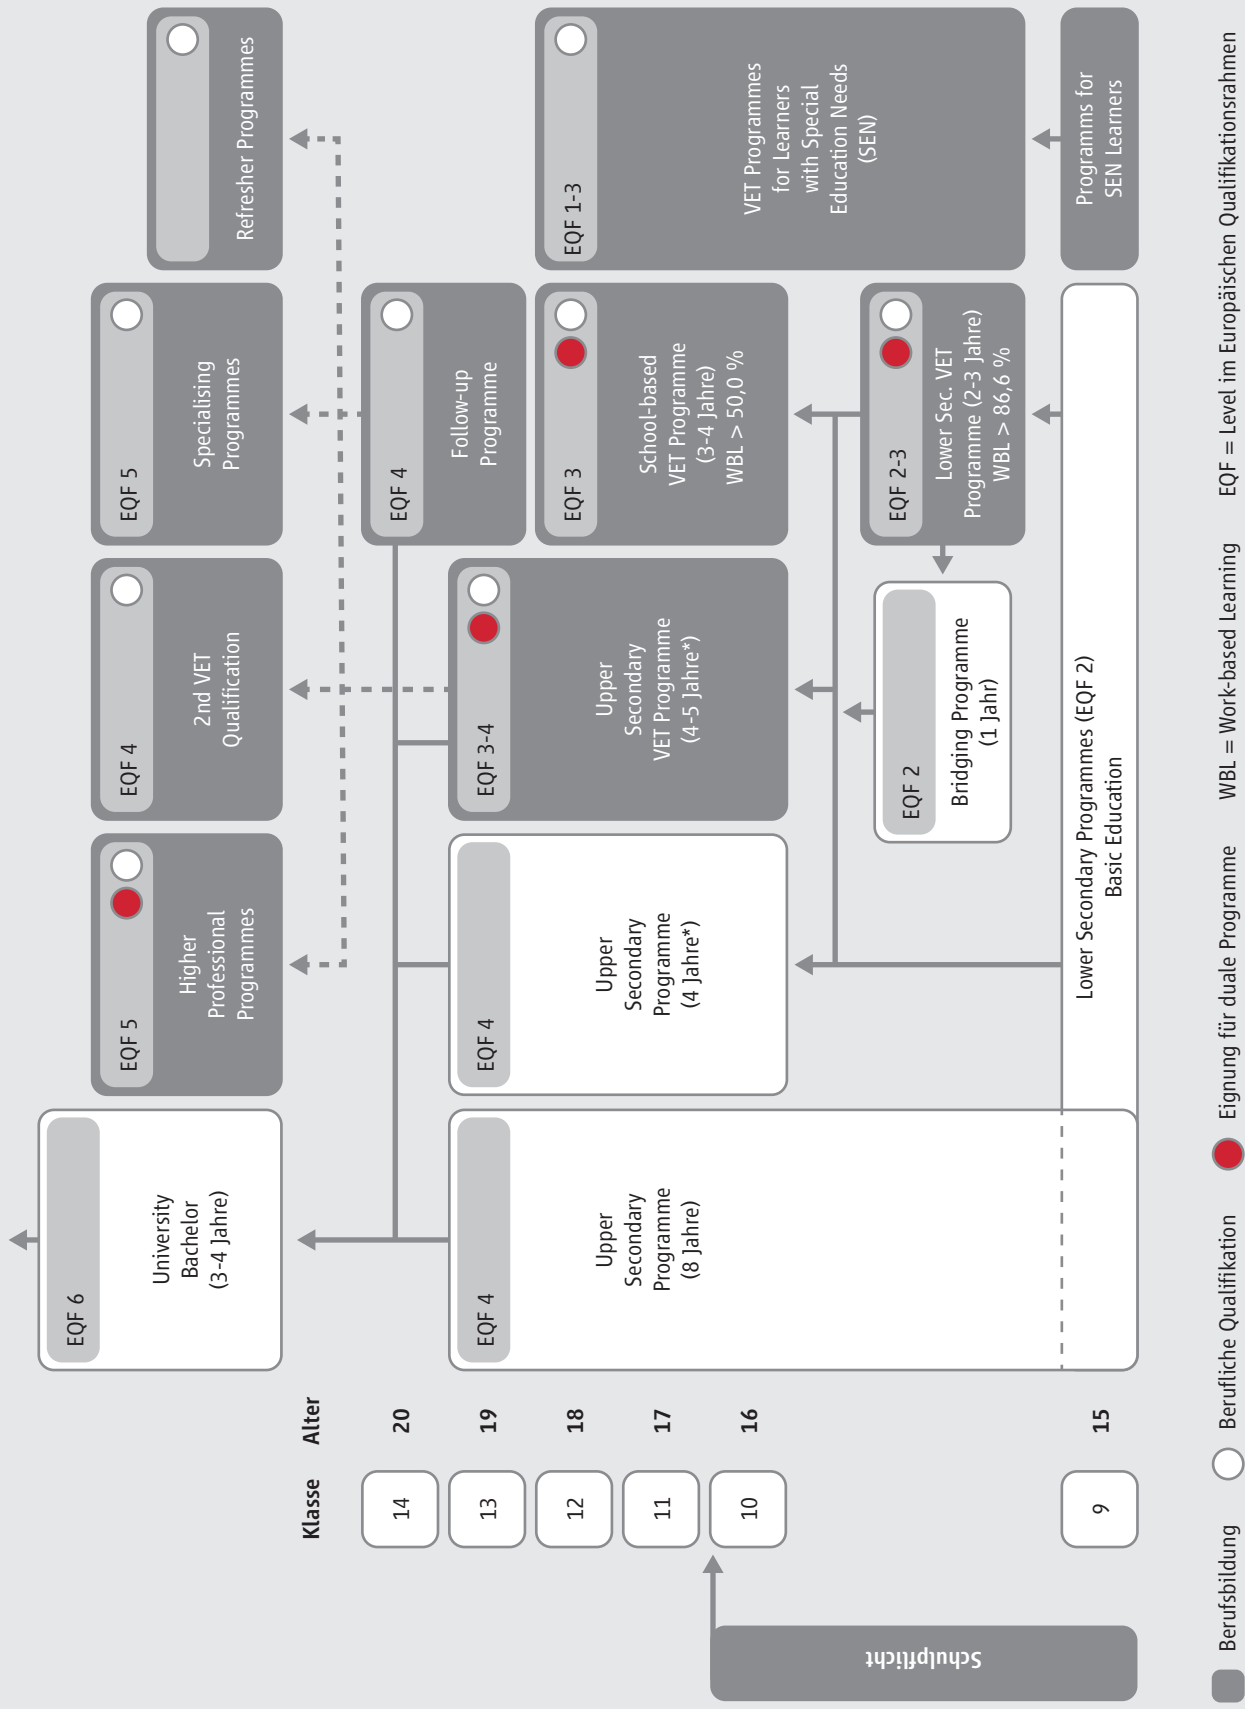 Klasse
Alter
14
20
13
19
12
18
11
17
10
16
9
15
Schulpflicht
EQF 6
University
Bachelor
(3-4 Jahre)
EQF 5
Higher
Professional
Programmes
EQF 4
2nd VET
Qualification
EQF 5
Specialising
Programmes
Refresher Programmes
EQF 4
Follow-up
Programme
EQF 4
Upper
Secondary
Programme
(8 Jahre)
EQF 4
Upper
Secondary
Programme
(4 Jahre*)
EQF 3-4
Upper
Secondary
VET Programme
(4-5 Jahre*)
EQF 3
School-based
VET Programme
(3-4 Jahre)
WBL > 50,0 %
EQF 1-3
VET Programmes
for Learners
with Special
Education Needs
(SEN)
EQF 2
Bridging Programme
(1 Jahr)
EQF 2-3
Lower Sec. VET
Programme (2-3 Jahre)
WBL > 86,6 %
Lower Secondary Programmes (EQF 2)
Basic Education
Programms for
SEN Learners
Berufsbildung
Berufliche Qualifikation
Eignung für duale Programme
WBL = Work-based Learning
EQF = Level im Europäischen Qualifikationsrahmen